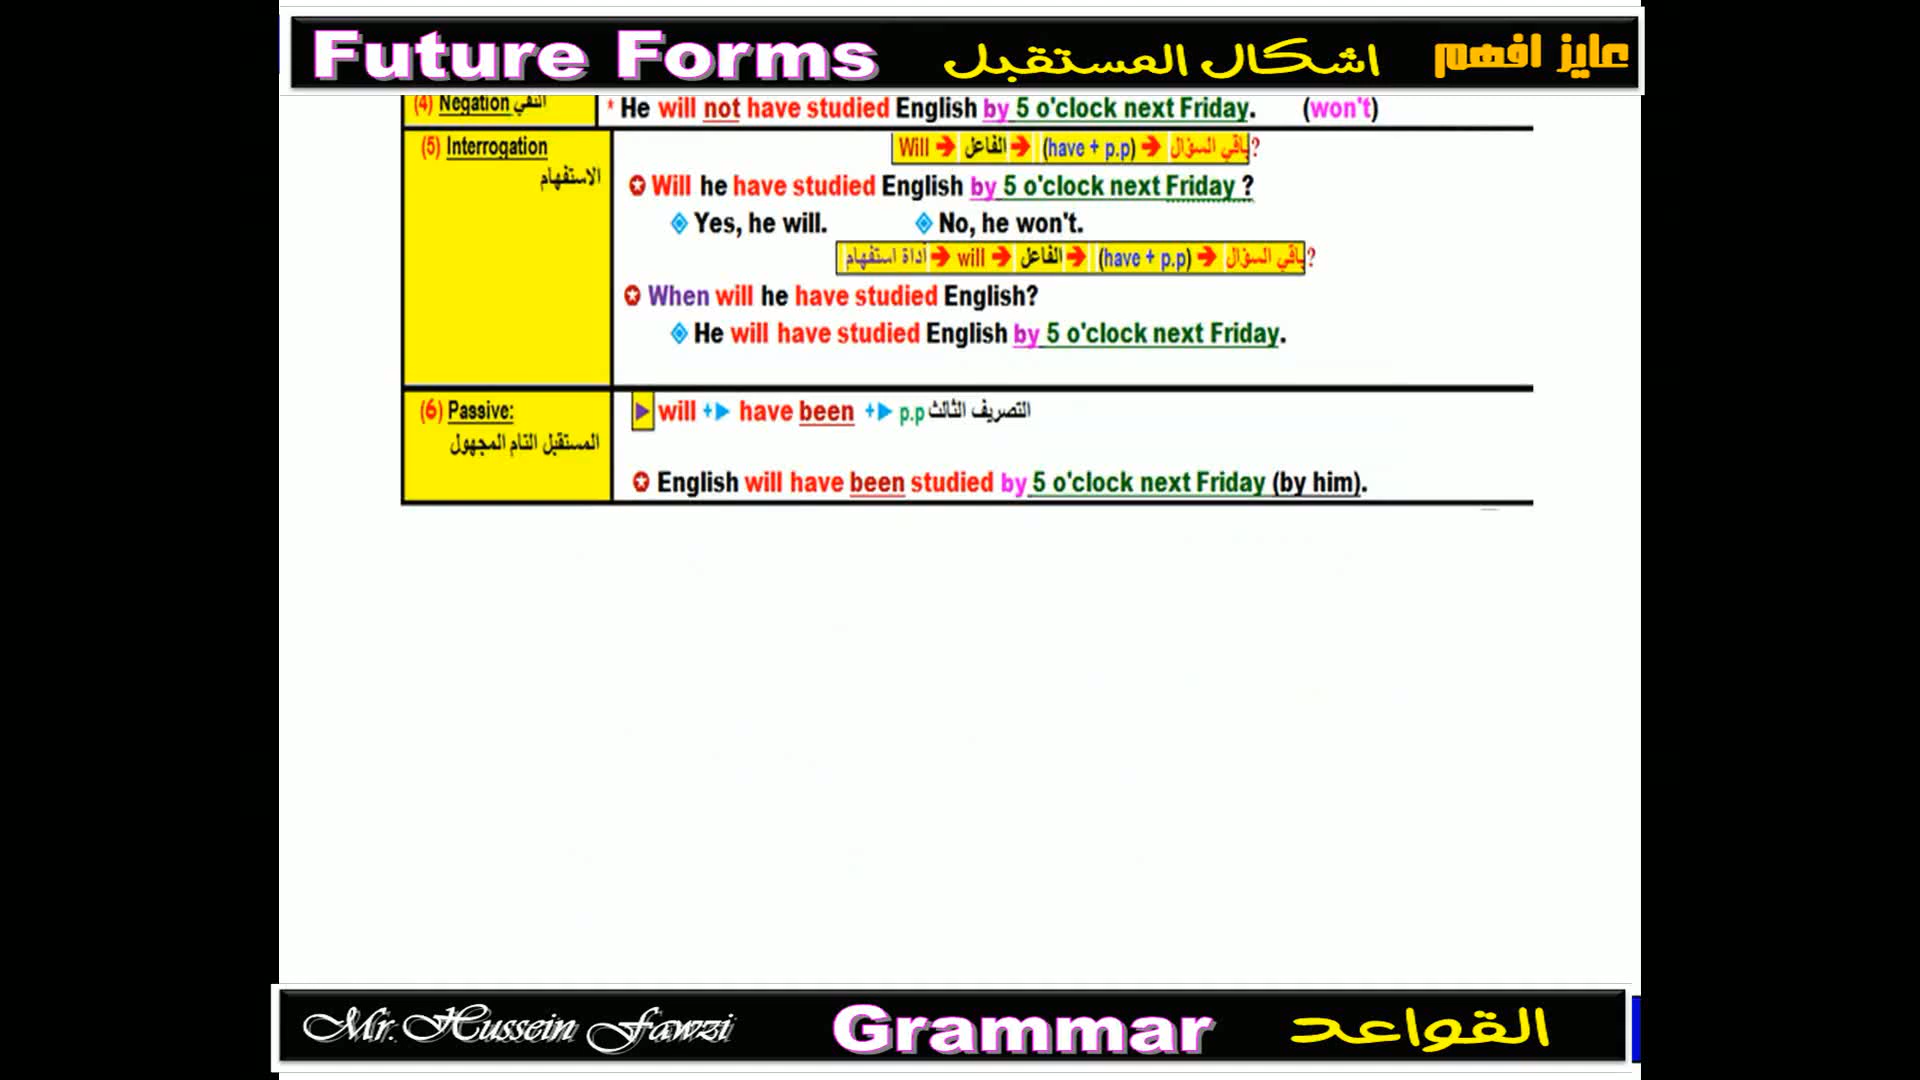 Future Forms اشكال المستقبل عايز افهم
(4) Negation النفي * He will not have studied English by 5 o'clock next Friday. (won't)
(5) Interrogation Will ➔ الفاعل ➔ (have + p.p) ➔ باقي السؤال?
الاستفهام
✪ Will he have studied English by 5 o'clock next Friday ?
Yes, he will. No, he won't.
أداة استفهام ➔ will ➔ الفاعل ➔ (have + p.p) ➔ باقي السؤال?
✪ When will he have studied English?
He will have studied English by 5 o'clock next Friday.
(6) Passive: will + have been + p.p التصريف الثالث
المستقبل التام المجهول
✪ English will have been studied by 5 o'clock next Friday (by him).
Mr. Hussein Fawzi Grammar القواعد